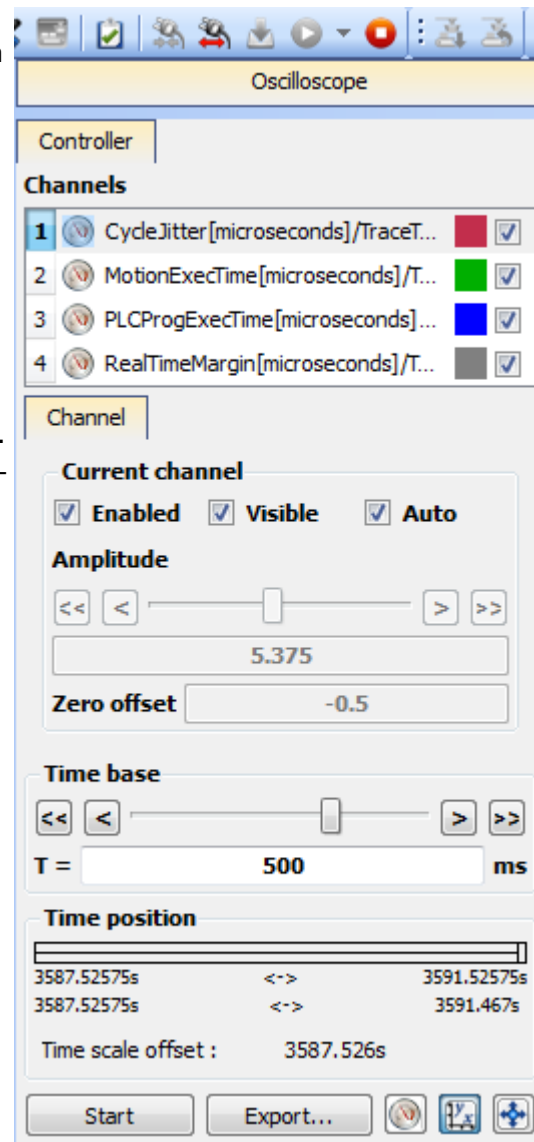 Oscilloscope
Controller
Channels
1 CycleJitter[microseconds]/TraceT...
2 MotionExecTime[microseconds]/T...
3 PLCProgExecTime[microseconds]...
4 RealTimeMargin[microseconds]/T...
Channel
Current channel
Enabled Visible Auto
Amplitude
<< < > >>
5.375
Zero offset -0.5
Time base
<< < > >>
T = 500 ms
Time position
3587.52575s <-> 3591.52575s
3587.52575s <-> 3591.467s
Time scale offset : 3587.526s
Start Export... y x